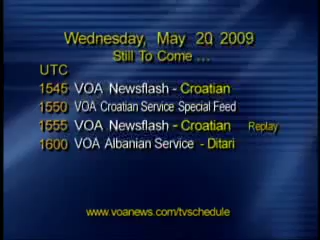 Wednesday, May 20, 2009
Still To Come ...
UTC
1545 VOA Newsflash - Croatian
1550 VOA Croatian Service Special Feed
1555 VOA Newsflash - Croatian Replay
1600 VOA Albanian Service - Ditari
www.voanews.com/tvschedule